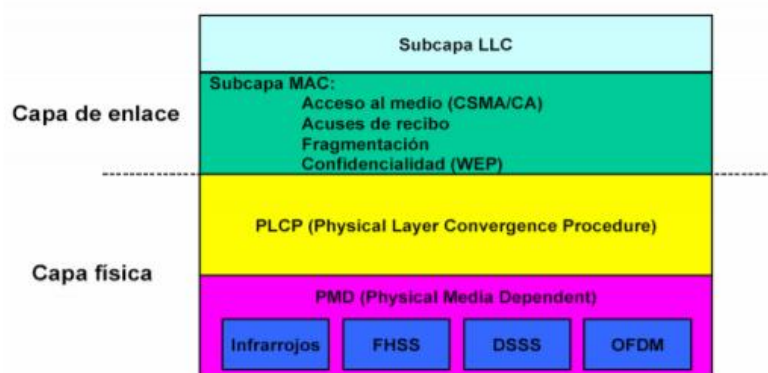 Subcapa LLC
Capa de enlace
Subcapa MAC:
Acceso al medio (CSMA/CA)
Acuses de recibo
Fragmentación
Confidencialidad (WEP)
Capa física
PLCP (Physical Layer Convergence Procedure)
PMD (Physical Media Dependent)
Infrarrojos
FHSS
DSSS
OFDM